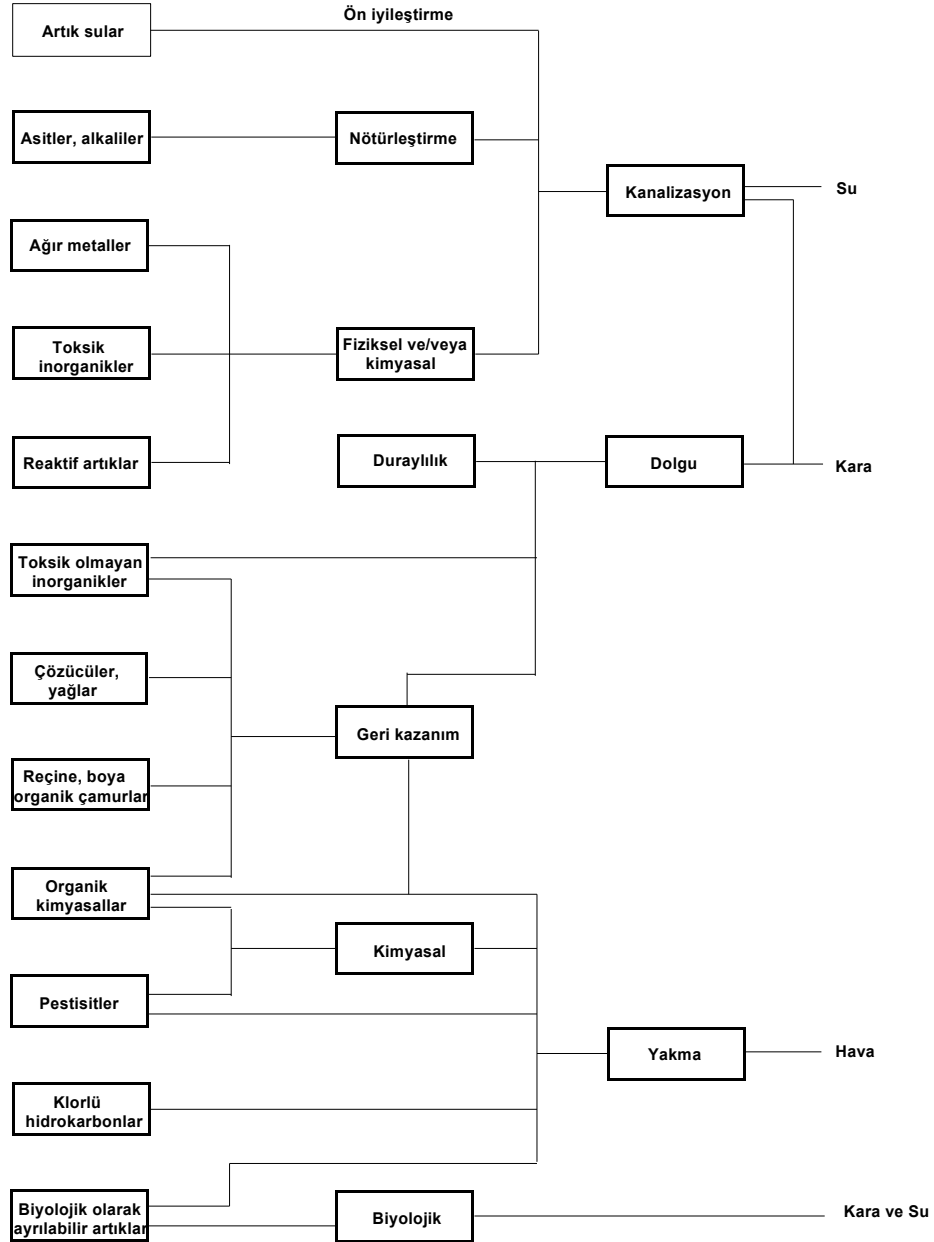 Ön iyileştirme
Artık sular
Asitler, alkaliler
Nötürleştirme
Kanalizasyon
Su
Ağır metaller
Toksik
inorganikler
Fiziksel ve/veya
kimyasal
Reaktif artıklar
Duraylılık
Dolgu
Kara
Toksik olmayan
inorganikler
Çözücüler,
yağlar
Geri kazanım
Reçine, boya
organik çamurlar
Organik
kimyasallar
Kimyasal
Pestisitler
Yakma
Hava
Klorlü
hidrokarbonlar
Biyolojik olarak
ayrılabilir artıklar
Biyolojik
Kara ve Su